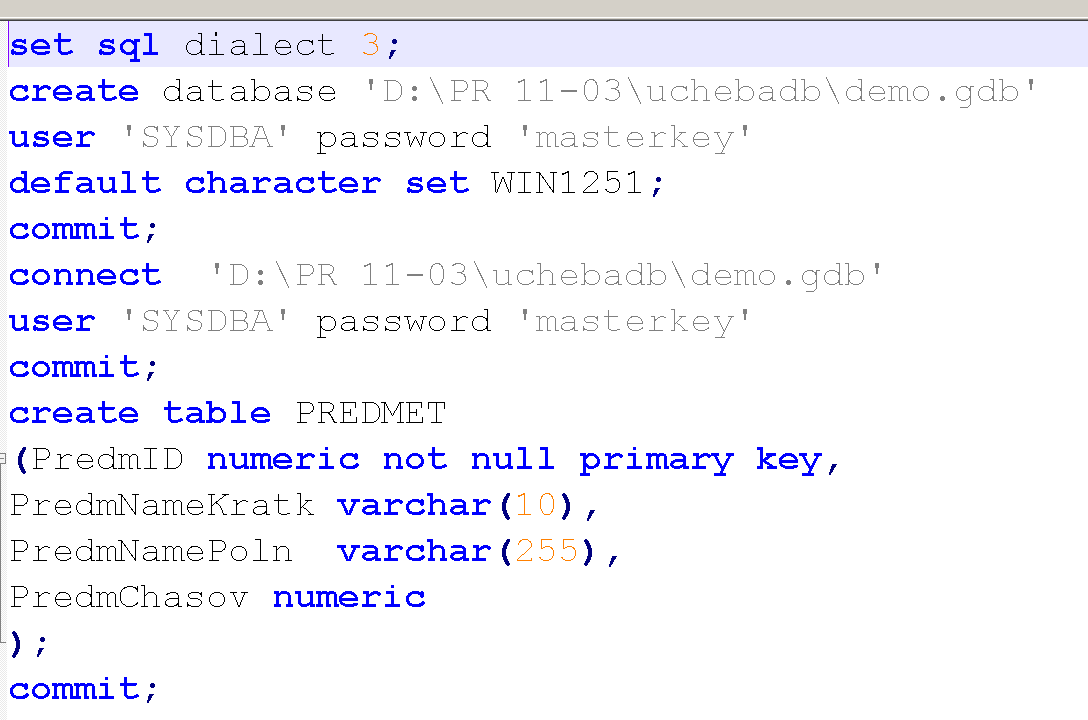 set sql dialect 3;
create database 'D:\PR 11-03\uchebadb\demo.gdb'
user 'SYSDBA' password 'masterkey'
default character set WIN1251;
commit;
connect  'D:\PR 11-03\uchebadb\demo.gdb'
user 'SYSDBA' password 'masterkey'
commit;
create table PREDMET
(PredmID numeric not null primary key,
PredmNameKratk varchar(10),
PredmNamePoln  varchar(255),
PredmChasov numeric
);
commit;